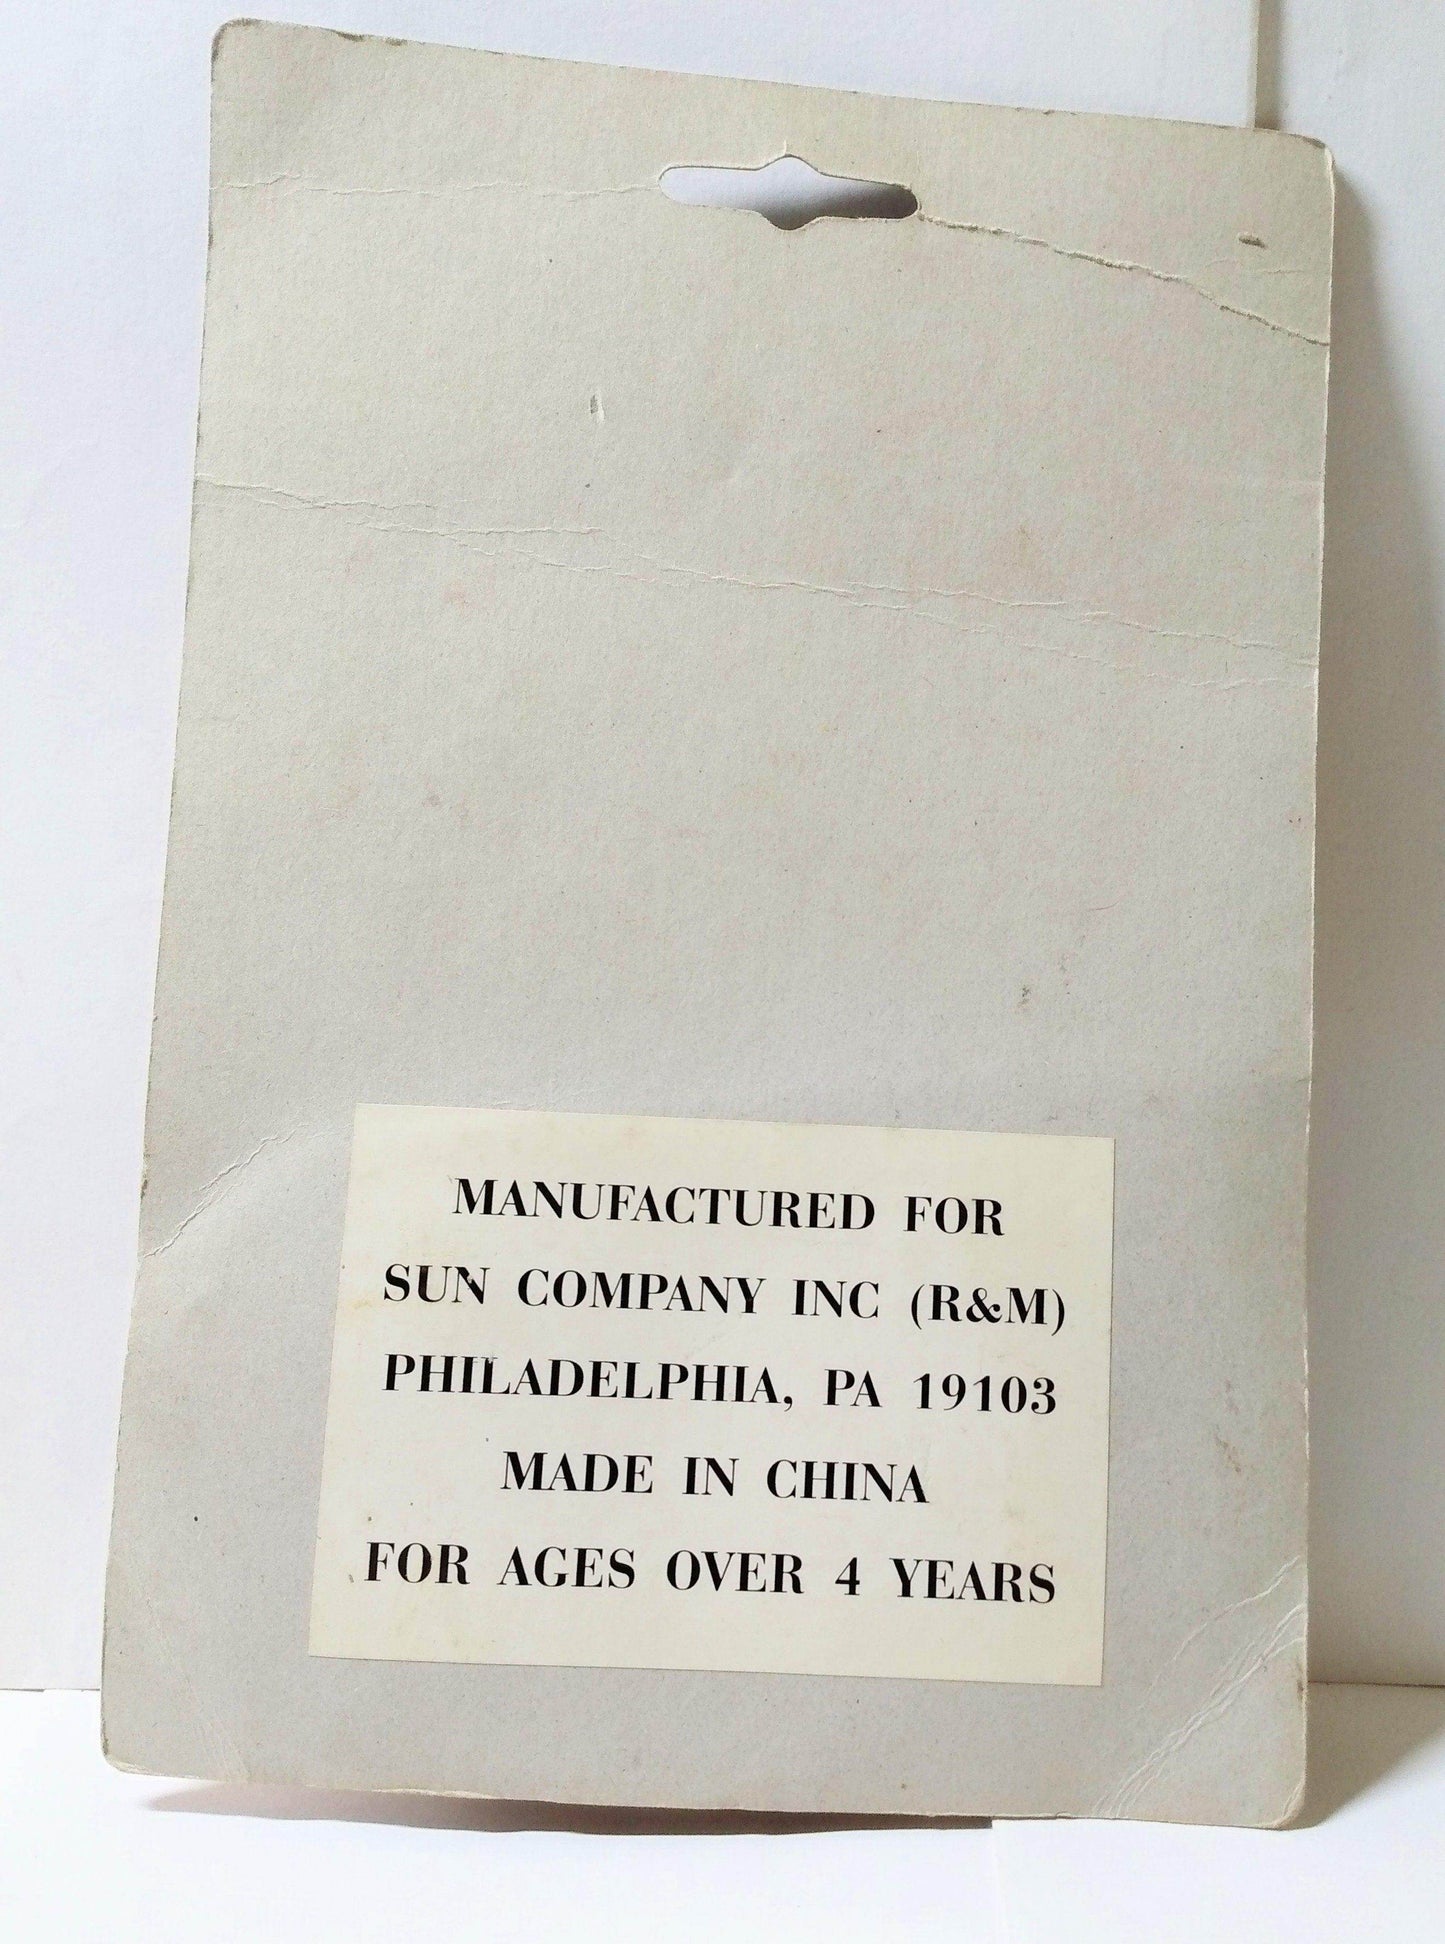 MANUFACTURED FOR
SUN COMPANY INC (R&M)
PHILADELPHIA, PA 19103
MADE IN CHINA
FOR AGES OVER 4 YEARS